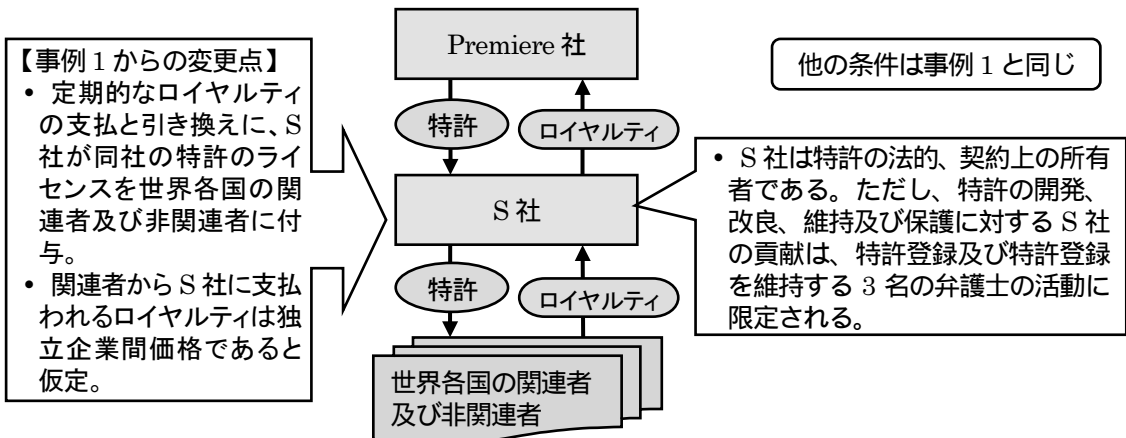 Premiere 社
他の条件は事例 1 と同じ
【事例 1 からの変更点】
• 定期的なロイヤルティ
の支払と引き換えに、S
社が同社の特許のライ
センスを世界各国の関
連者及び非関連者に付
与。
• 関連者から S 社に支払
われるロイヤルティは独
立企業間価格であると
仮定。
特許
ロイヤルティ
S 社
• S 社は特許の法的、契約上の所有
者である。ただし、特許の開発、
改良、維持及び保護に対する S 社
の貢献は、特許登録及び特許登録
を維持する 3 名の弁護士の活動に
限定される。
特許
ロイヤルティ
世界各国の関連者
及び非関連者